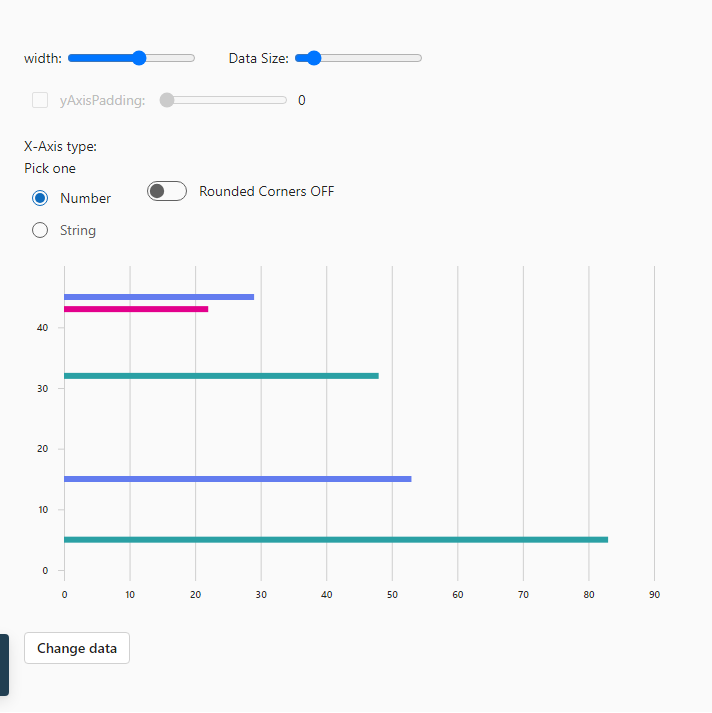 width: Data Size:
yAxisPadding: 0
X-Axis type:
Pick one
Number Rounded Corners OFF
String
40
30
20
10
0
0 10 20 30 40 50 60 70 80 90
Change data